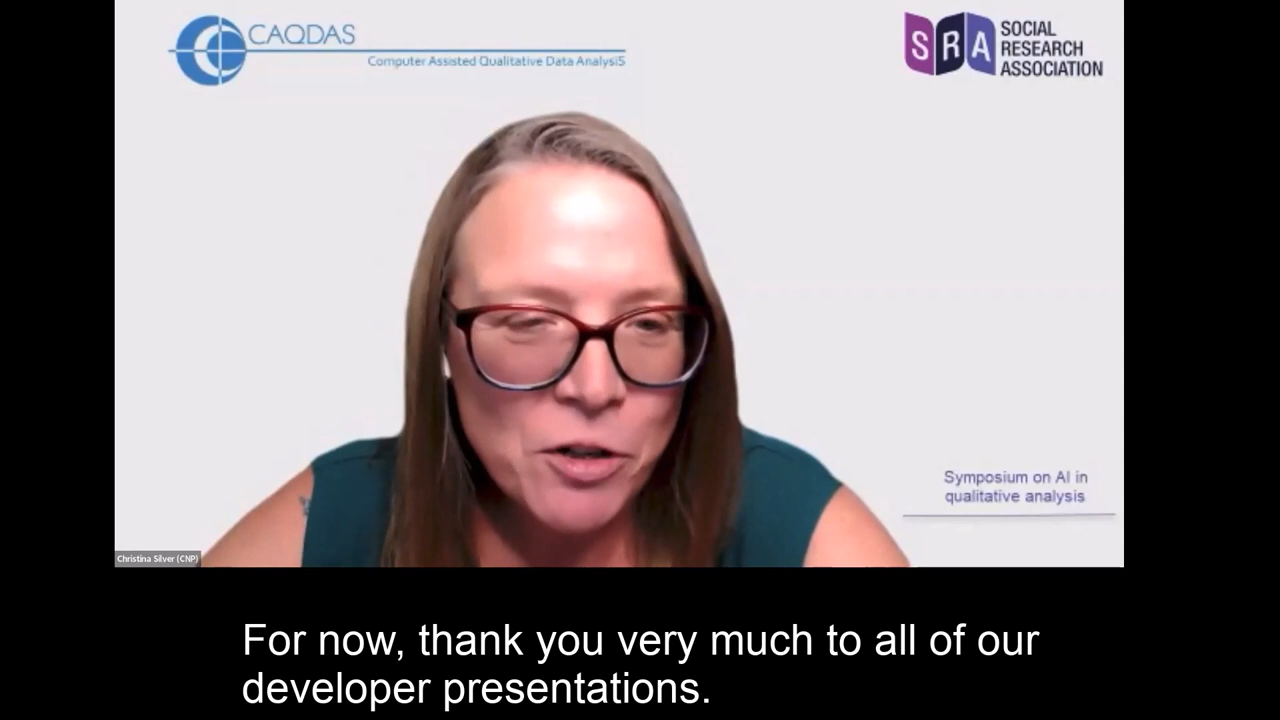 CAQDAS
Computer Assisted Qualitative Data AnalysiS
SRA
SOCIAL
RESEARCH
ASSOCIATION
Symposium on AI in
qualitative analysis
Christina Silver (CNP)
For now, thank you very much to all of our
developer presentations.